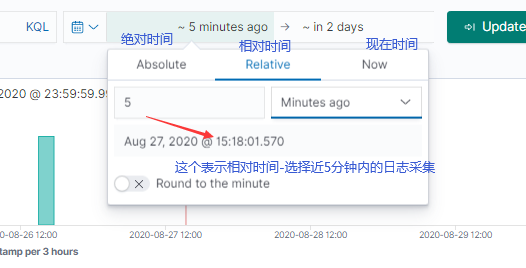 KQL
~ 5 minutes ago
→
~ in 2 days
Update
绝对时间
相对时间
现在时间
Absolute
Relative
Now
2020 @ 23:59:59.99
5
Minutes ago
Aug 27, 2020 @ 15:18:01.570
这个表示相对时间-选择近5分钟内的日志采集
Round to the minute
20-08-26 12:00
2020-08-27 12:00
2020-08-28 12:00
2020-08-29 12:00
tamp per 3 hours